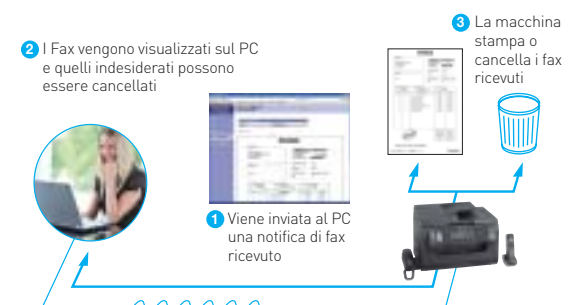 1 Viene inviata al PC
una notifica di fax
ricevuto
2 I Fax vengono visualizzati sul PC
e quelli indesiderati possono
essere cancellati
3 La macchina
stampa o
cancella i fax
ricevuti